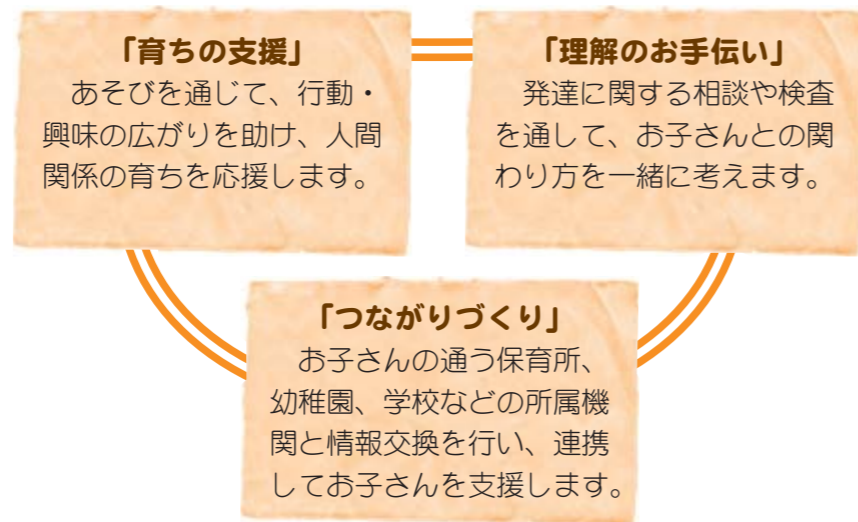 「育ちの支援」
あそびを通じて、行動・
興味の広がりを助け、人間
関係の育ちを応援します。
「理解のお手伝い」
発達に関する相談や検査
を通して、お子さんとの関
わり方を一緒に考えます。
「つながりづくり」
お子さんの通う保育所、
幼稚園、学校などの所属機
関と情報交換を行い、連携
してお子さんを支援します。